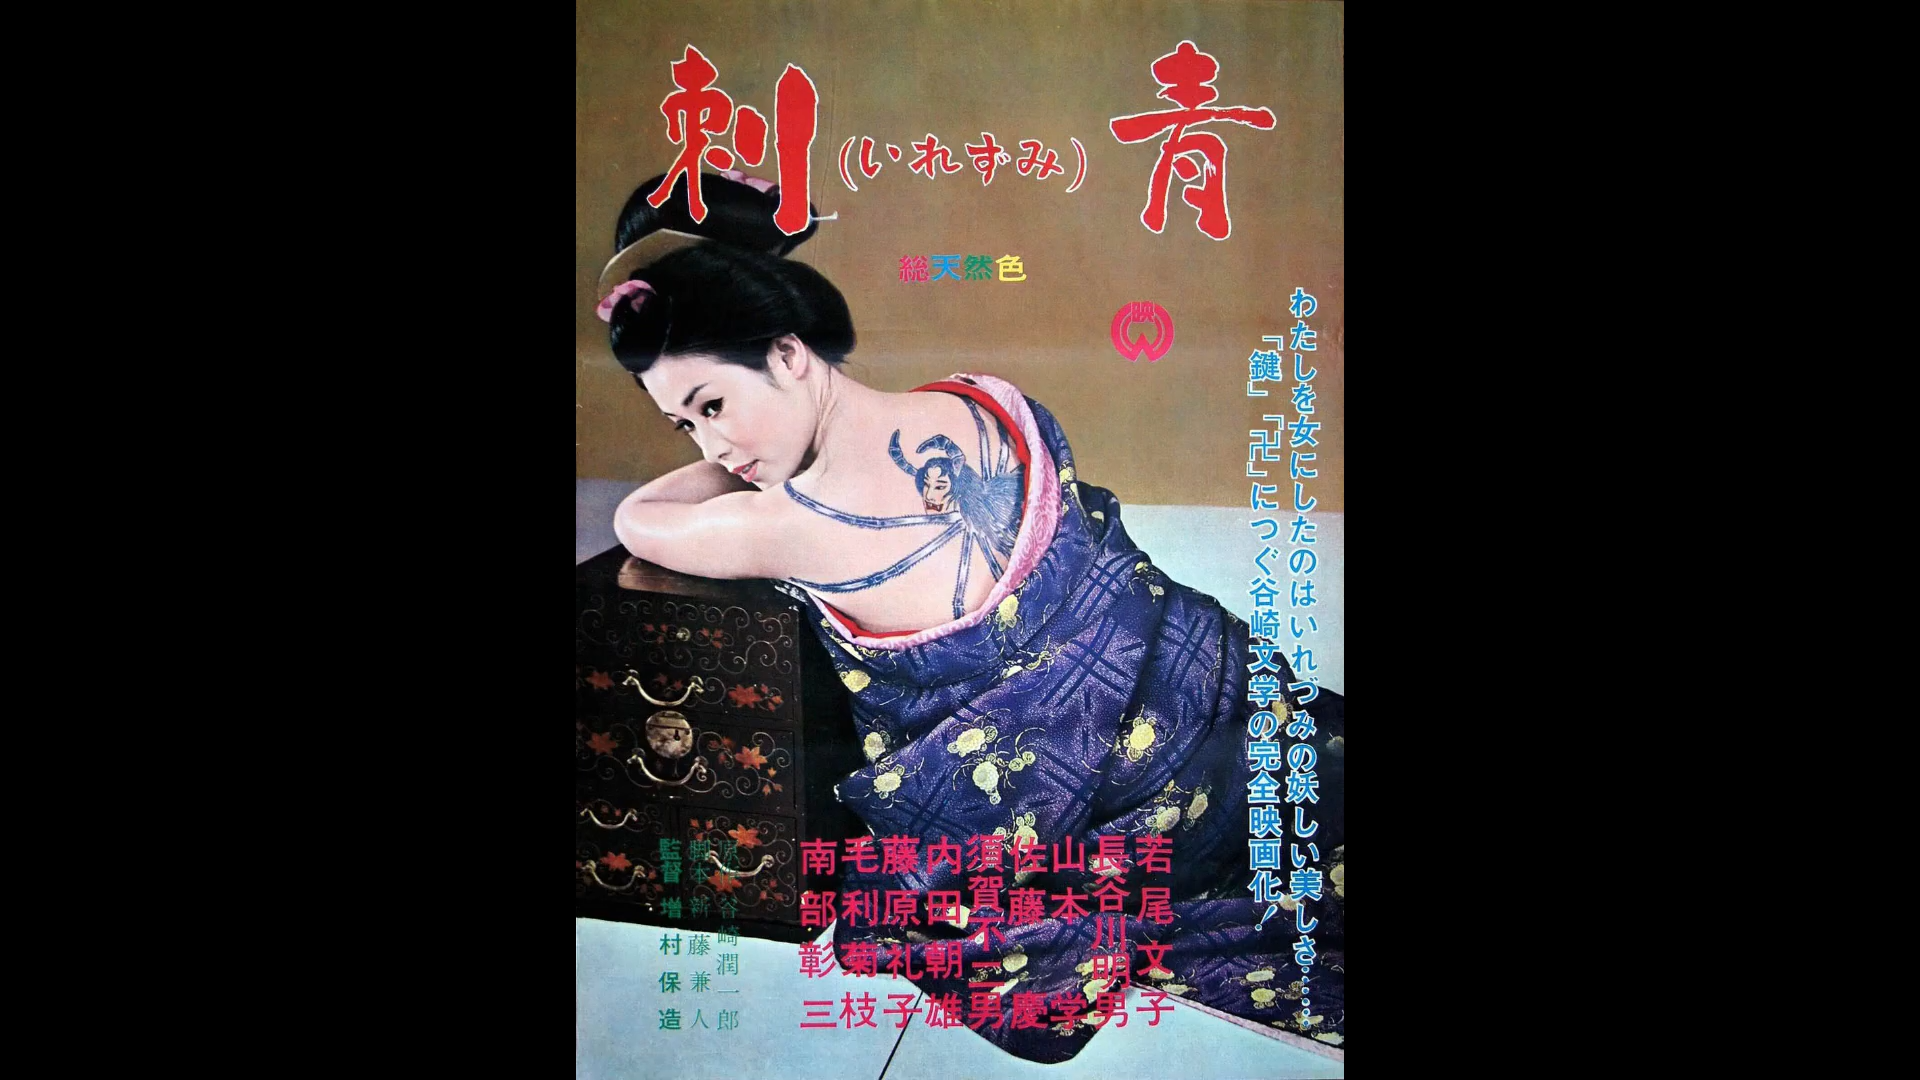 刺(いれずみ)青
総天然色
映
わたしを女にしたのはいれづみの妖しい美しさ……
「鍵」「卍」につぐ谷崎文学の完全映画化!
若尾文子
長谷川明男
山本学
佐藤慶
須賀不二男
内田朝雄
藤原礼子
毛利菊枝
南部彰三
原作 谷崎潤一郎
脚本 新藤兼人
監督 増村保造